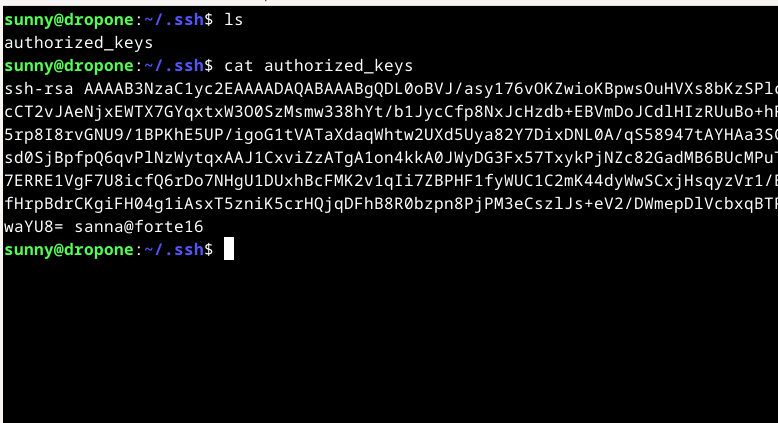 sunny@dropone:~/.ssh$ ls
authorized_keys
sunny@dropone:~/.ssh$ cat authorized_keys
ssh-rsa AAAAB3NzaC1yc2EAAAADAQABAAABgQDL0oBVJ/asy176vOKZwioKBpwsOuHVXs8bKzSPl
cCT2vJAeNjxEWTX7GYqxtxW3O0SzMsmw338hYt/b1JycCfp8NxJcHzdb+EBVmDoJCdlHIzRUuBo+h
5rp8I8rvGNU9/1BPKhE5UP/igoG1tVATaXdaqWhtw2UXd5Uya82Y7DixDNL0A/qS58947tAYHAa3S
sd0SjBpfpQ6qvPlNzWytqxAAJ1CxviZzATgA1on4kkA0JWyDG3Fx57TxykPjNZc82GadMB6BUcMPu
7ERRE1VgF7U8icfQ6rDo7NHgU1DUxhBcFMK2v1qIi7ZBPHF1fyWUC1C2mK44dyWwSCxjHsqyzVr1/
fHrpBdrCKgiFH04g1iAsxT5zniK5crHQjqDFhB8R0bzpn8PjPM3eCszlJs+eV2/DWmepDlVcbxqBT
waYU8= sanna@forte16
sunny@dropone:~/.ssh$